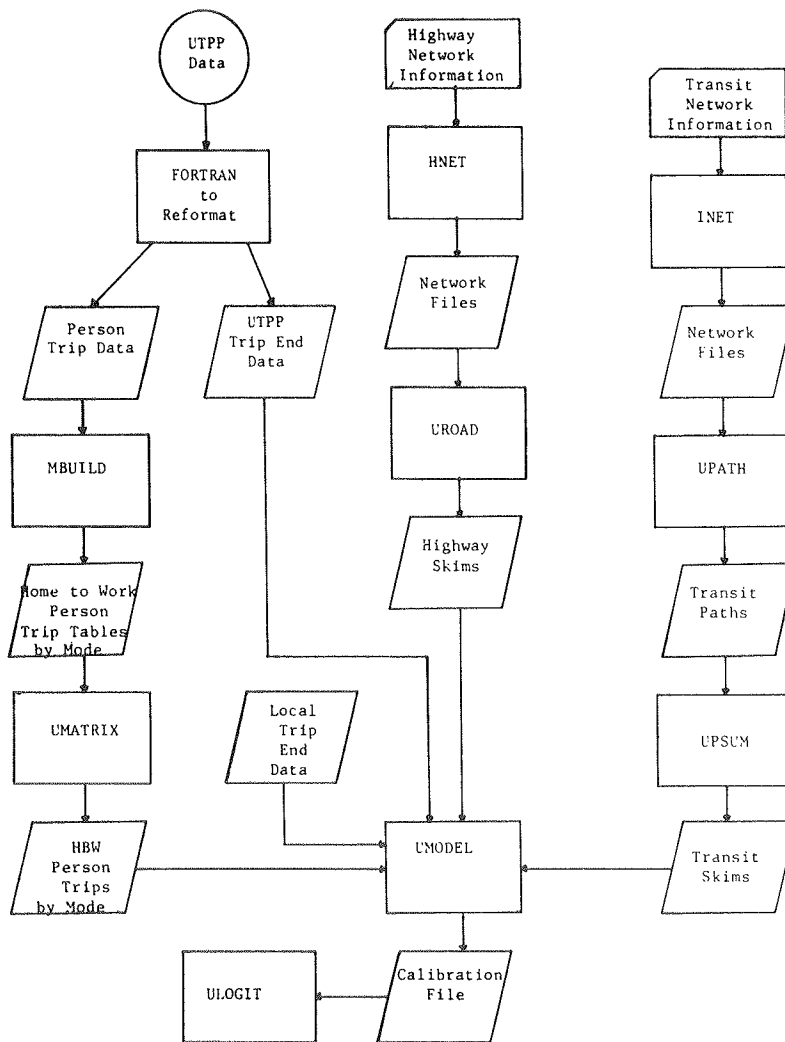 UTPP
Data
Highway
Network
Information
Transit
Network
Information
FORTRAN
to
Reformat
HNET
INET
Person
Trip Data
UTPP
Trip End
Data
Network
Files
Network
Files
MBUILD
UROAD
UPATH
Home to Work
Person
Trip Tables
by Mode
Highway
Skims
Transit
Paths
UMATRIX
Local
Trip
End
Data
UPSUM
HBW
Person
Trips
by Mode
UMODEL
Transit
Skims
ULOGIT
Calibration
File